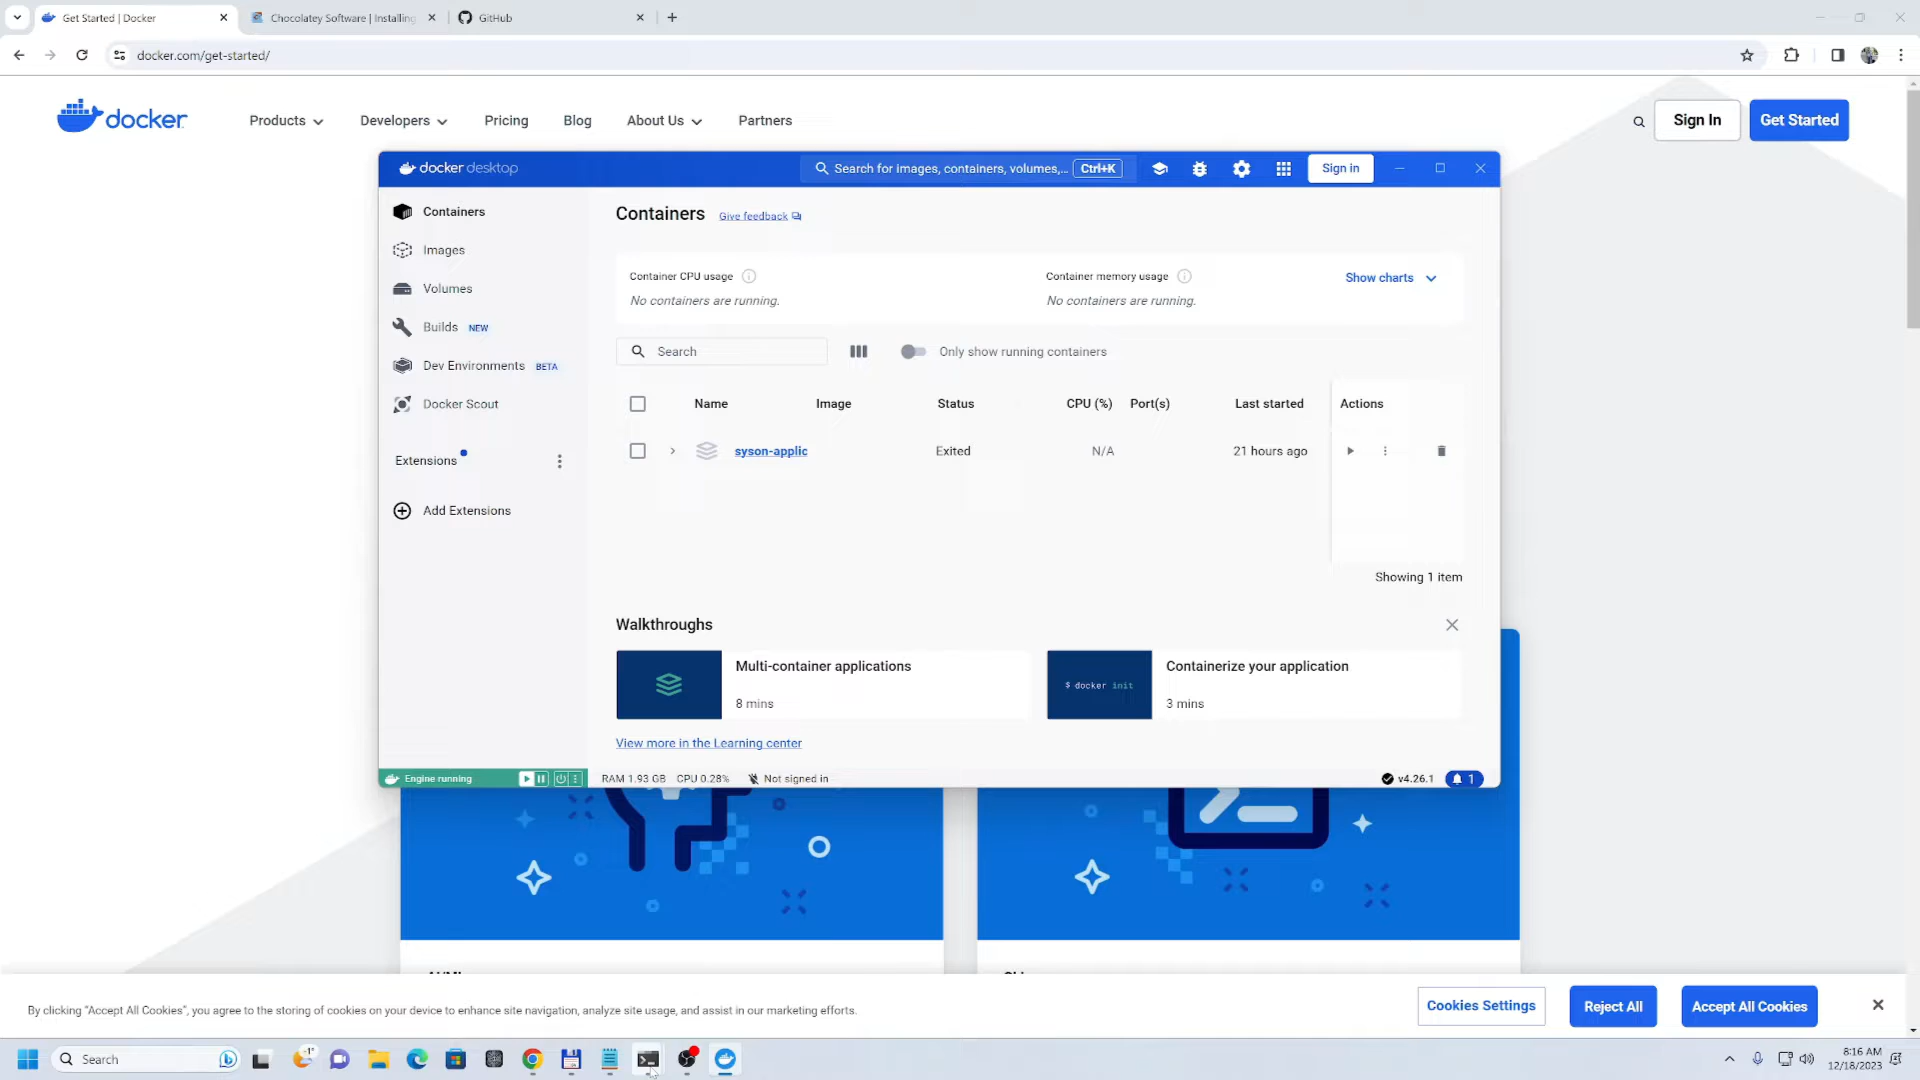 Get Started | Docker
Chocolatey Software | Installing
GitHub
docker.com/get-started/
docker
Products
Developers
Pricing
Blog
About Us
Partners
Sign In
Get Started
docker desktop
Search for images, containers, volumes,...
Ctrl+K
Sign in
Containers
Images
Volumes
Builds NEW
Dev Environments BETA
Docker Scout
Extensions
Add Extensions
Containers
Give feedback
Container CPU usage
No containers are running.
Container memory usage
No containers are running.
Show charts
Search
Only show running containers
Name
Image
Status
CPU (%)
Port(s)
Last started
Actions
syson-applic
Exited
N/A
21 hours ago
Showing 1 item
Walkthroughs
Multi-container applications
8 mins
$ docker init
Containerize your application
3 mins
View more in the Learning center
Engine running
RAM 1.93 GB CPU 0.28%
Not signed in
v4.26.1
1
By clicking "Accept All Cookies", you agree to the storing of cookies on your device to enhance site navigation, analyze site usage, and assist in our marketing efforts.
Cookies Settings
Reject All
Accept All Cookies
Search
-1°
8:16 AM
12/18/2023